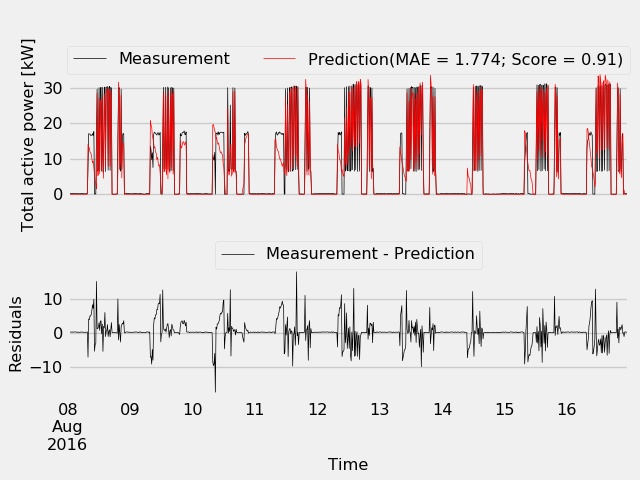 Measurement
Prediction(MAE = 1.774; Score = 0.91)
Total active power [kW]
30
20
10
0
Measurement - Prediction
Residuals
10
0
−10
08 09 10 11 12 13 14 15 16
Aug
2016
Time